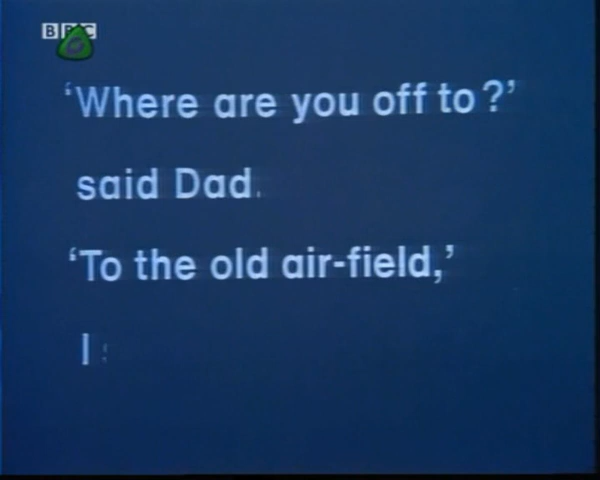 BBC
‘Where are you off to?’
said Dad.
‘To the old air-field,’
I